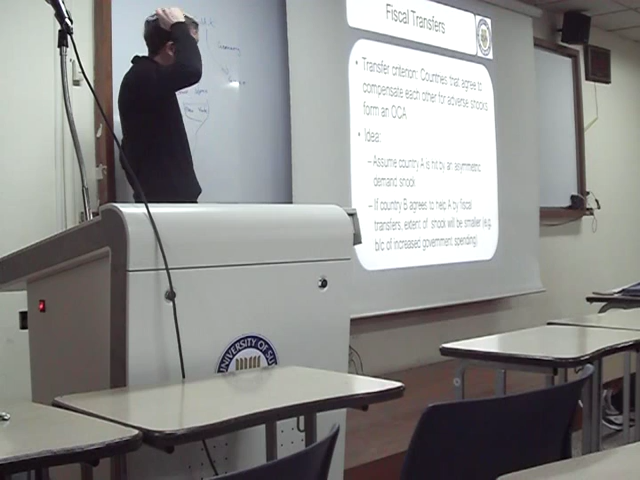 Fiscal Transfers
• Transfer criterion: Countries that agree to
compensate each other for adverse shocks
form an OCA
• Idea:
– Assume country A is hit by an asymmetric
demand shock
– If country B agrees to help A by fiscal
transfers, extent of shock will be smaller (e.g.
b/c of increased government spending)
UNIVERSITY OF